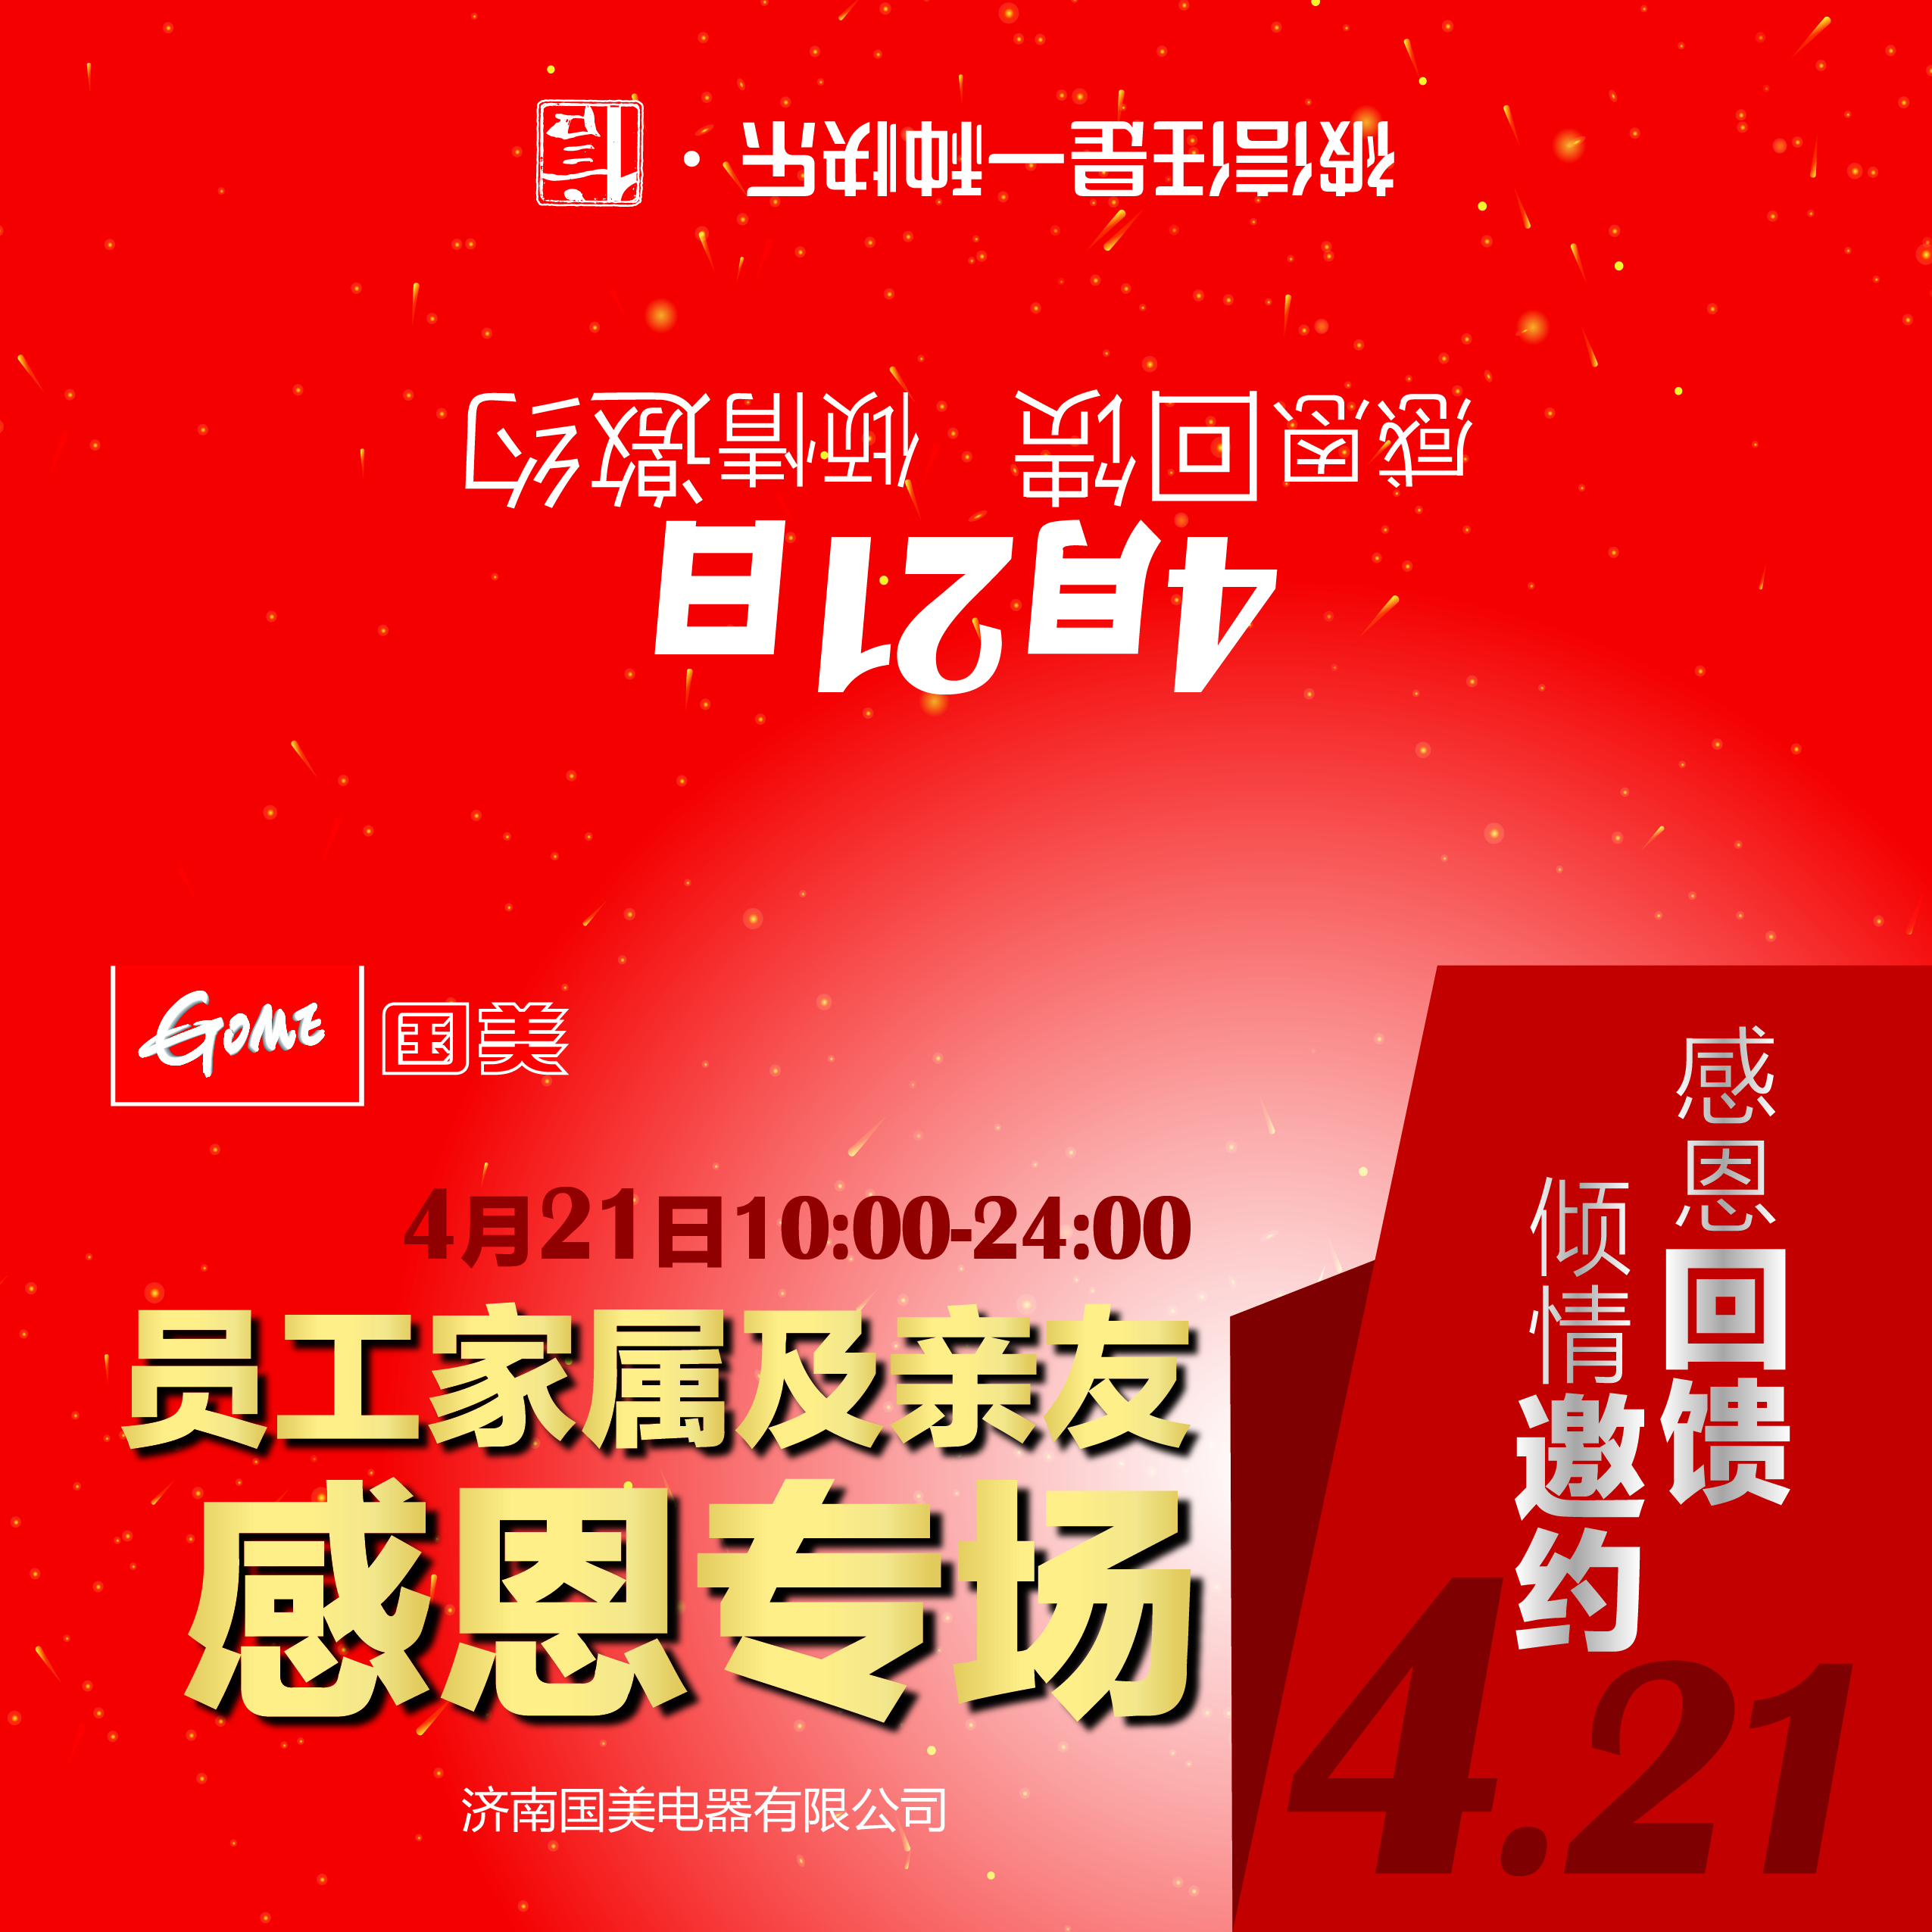 被信任是一种快乐·信
感恩回馈 倾情邀约
4月21日
GOME 国美
4月21日10:00-24:00
员工家属及亲友
感恩专场
济南国美电器有限公司
感恩回馈
倾情邀约
4.21